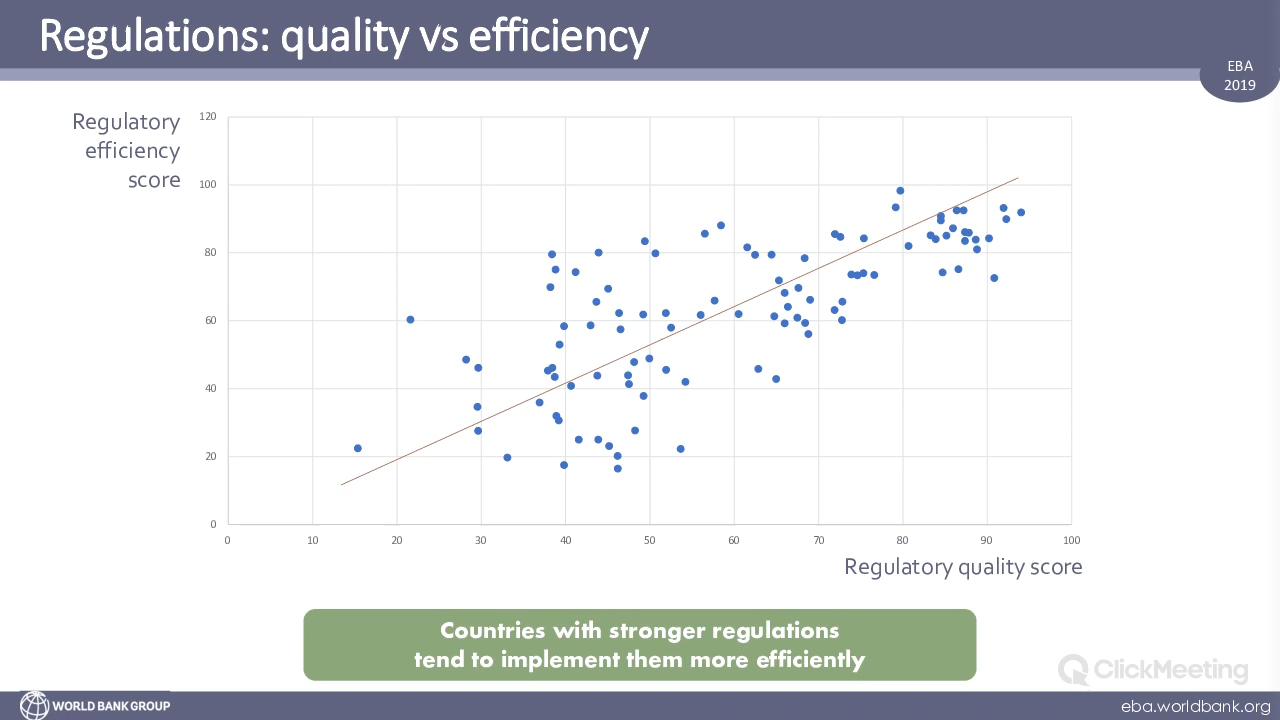 Regulations: quality vs efficiency
EBA
2019
Regulatory
efficiency
score
120
100
80
60
40
20
0
0 10 20 30 40 50 60 70 80 90 100
Regulatory quality score
Countries with stronger regulations
tend to implement them more efficiently
ClickMeeting
WORLD BANK GROUP
eba.worldbank.org